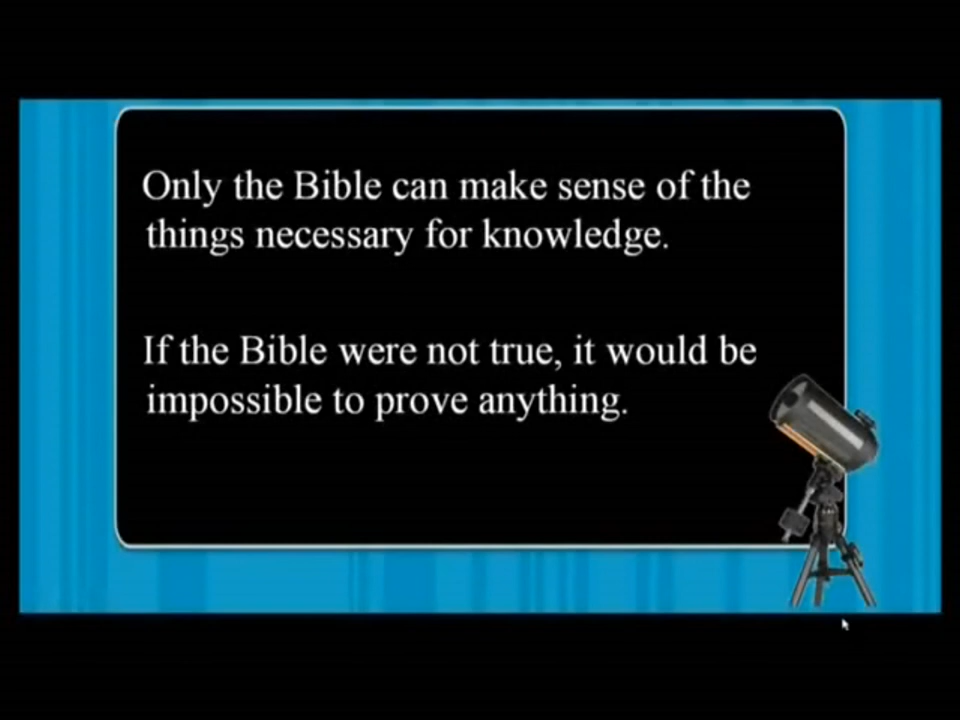 Only the Bible can make sense of the
things necessary for knowledge.
If the Bible were not true, it would be
impossible to prove anything.